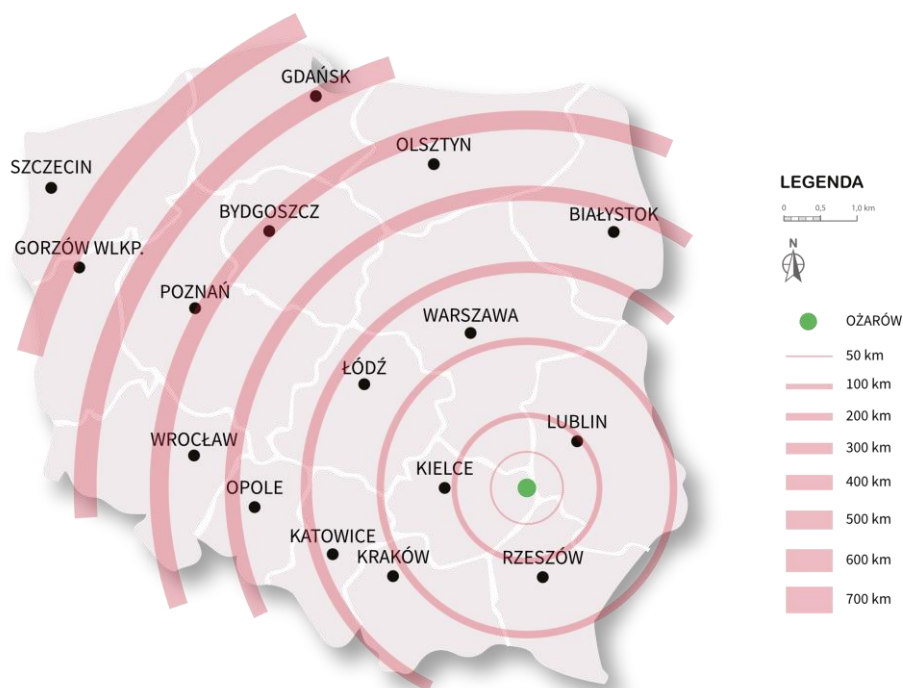 GDAŃSK
OLSZTYN
SZCZECIN
BYDGOSZCZ
BIAŁYSTOK
GORZÓW WLKP.
POZNAŃ
WARSZAWA
ŁÓDŹ
LUBLIN
WROCŁAW
KIELCE
OPOLE
KATOWICE
KRAKÓW
RZESZÓW
LEGENDA
0 0,5 1,0 km
N
OŻARÓW
50 km
100 km
200 km
300 km
400 km
500 km
600 km
700 km